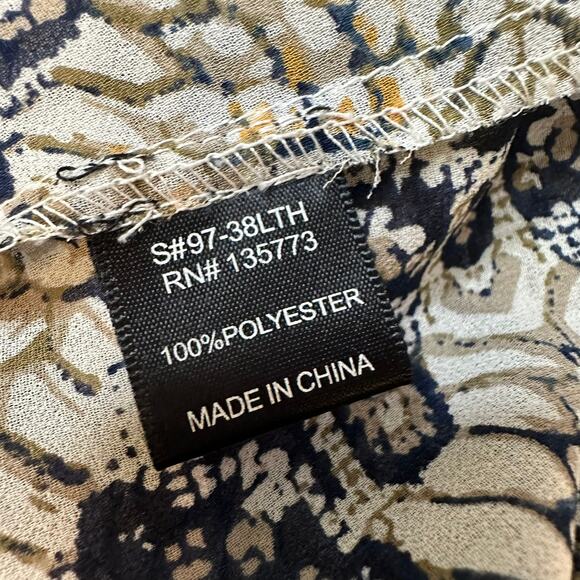 S#97-38LTH
RN# 135773
100%POLYESTER
MADE IN CHINA